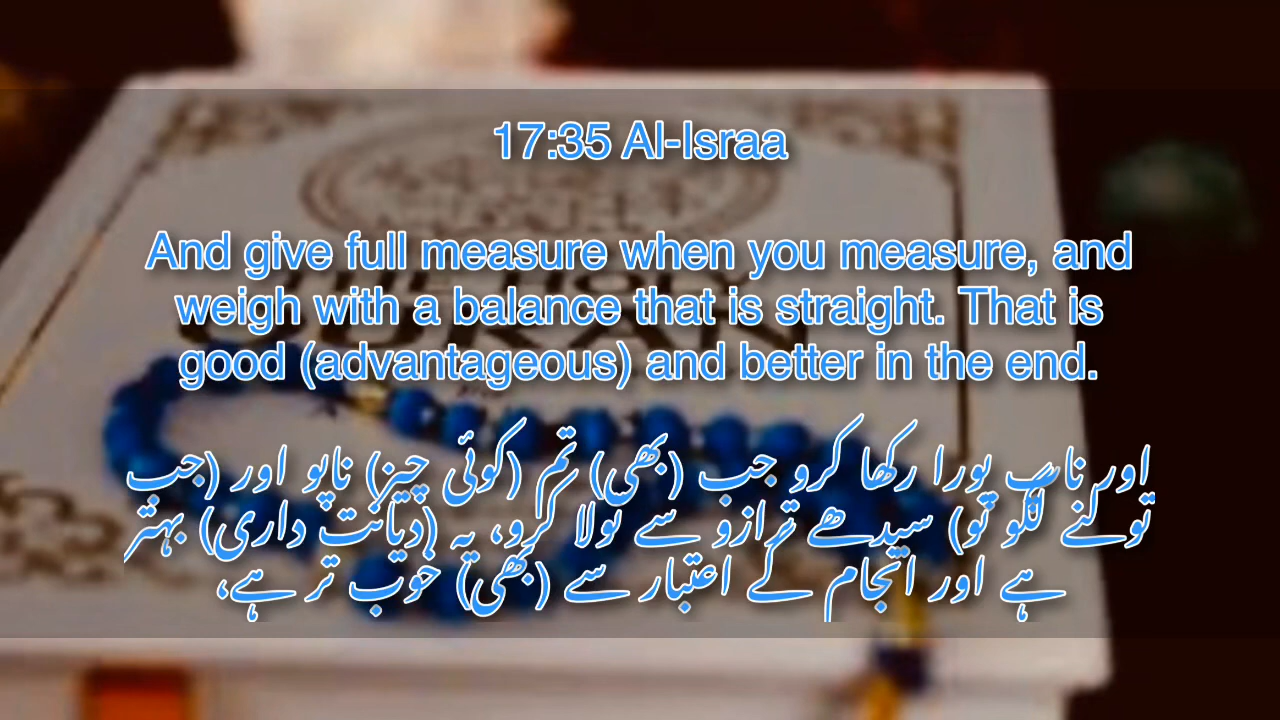 17:35 Al-Israa
And give full measure when you measure, and
weigh with a balance that is straight. That is
good (advantageous) and better in the end.
اور ناپ پورا رکھا کرو جب (بھی) تم (کوئی چیز) ناپو اور (جب
تولنے لگو تو) سیدھے ترازو سے تولا کرو، یہ (دیانت داری) بہتر
ہے اور انجام کے اعتبار سے (بھی) خوب تر ہے،